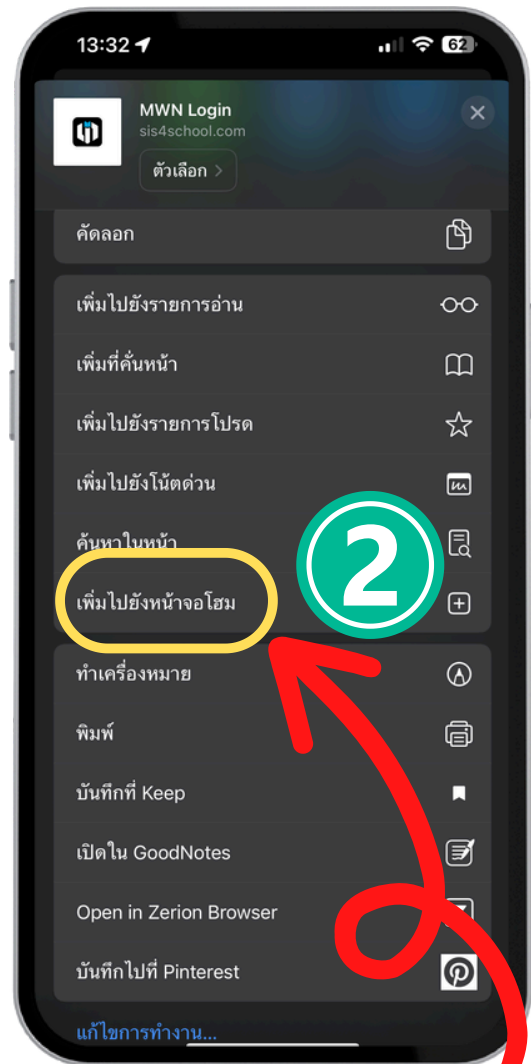 13:32
62
MWN Login
sis4school.com
ตัวเลือก
คัดลอก
เพิ่มไปยังรายการอ่าน
เพิ่มที่คั่นหน้า
เพิ่มไปยังรายการโปรด
เพิ่มไปยังโน้ตด่วน
ค้นหาในหน้า
2
เพิ่มไปยังหน้าจอโฮม
ทำเครื่องหมาย
พิมพ์
บันทึกที่ Keep
เปิดใน GoodNotes
Open in Zerion Browser
บันทึกไปที่ Pinterest
แก้ไขการทำงาน...